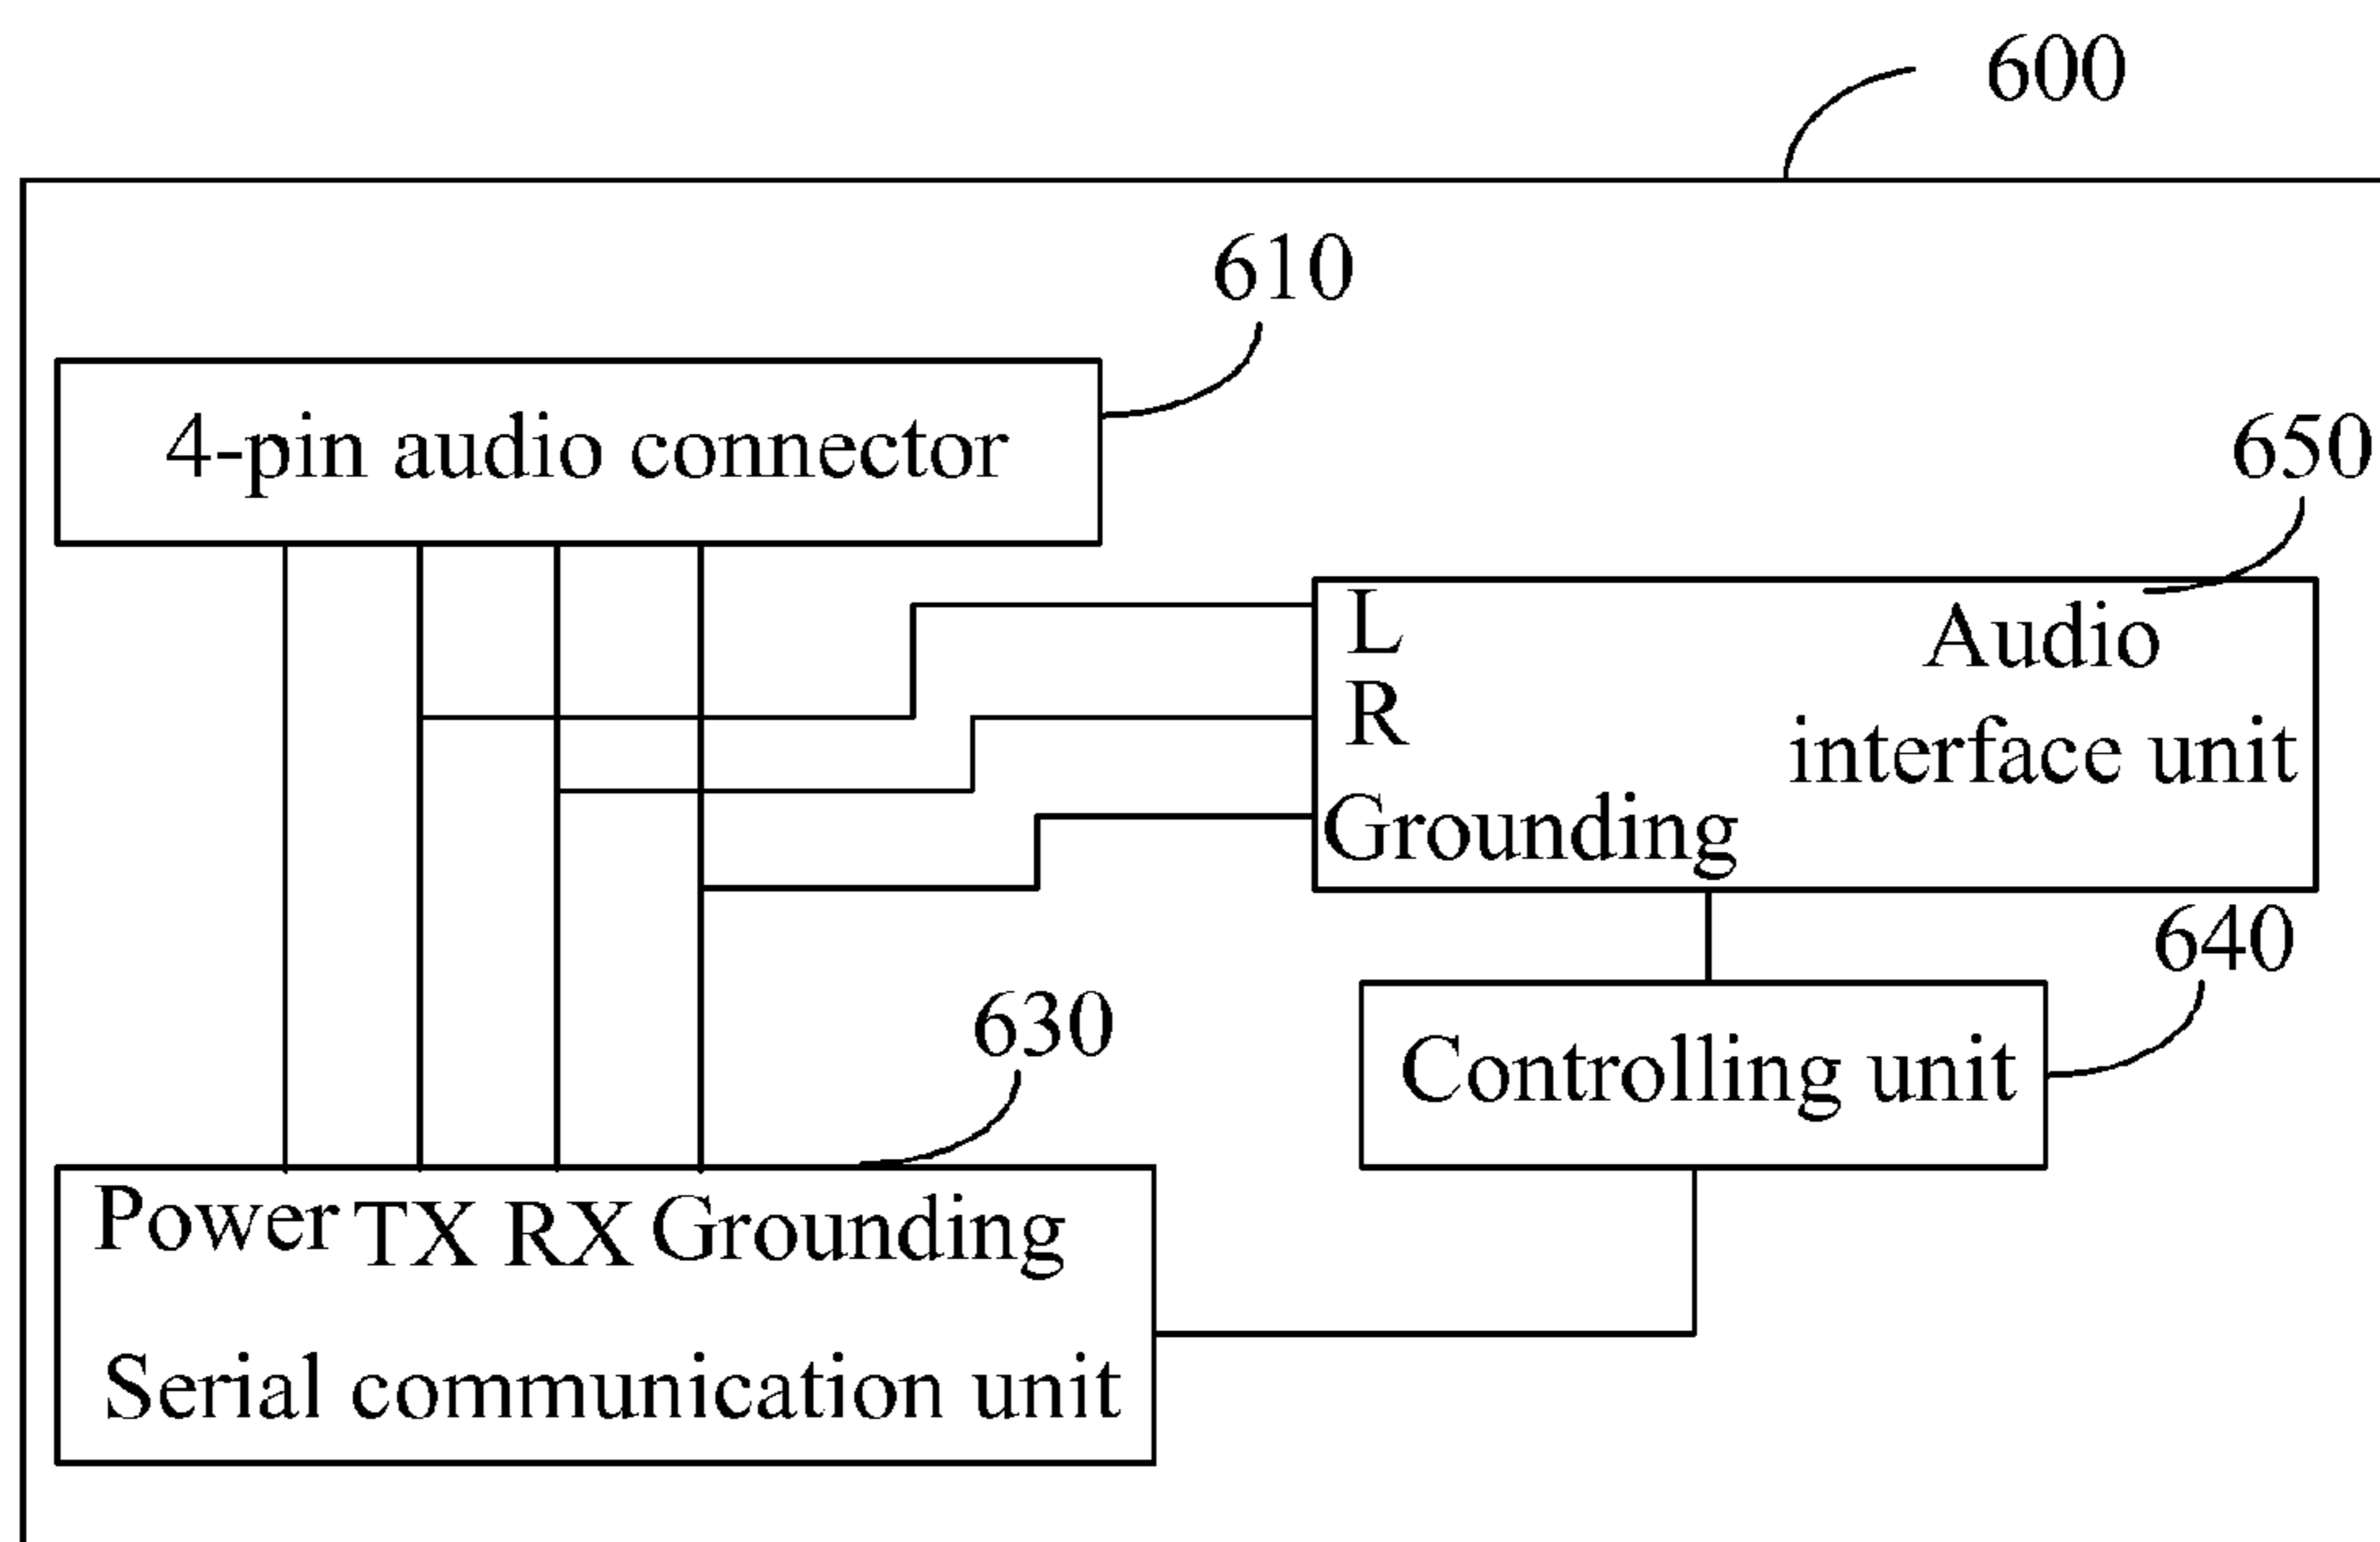 600
610
4-pin audio connector
650
L
Audio
R
interface unit
Grounding
640
630
Controlling unit
Power TX RX Grounding
Serial communication unit